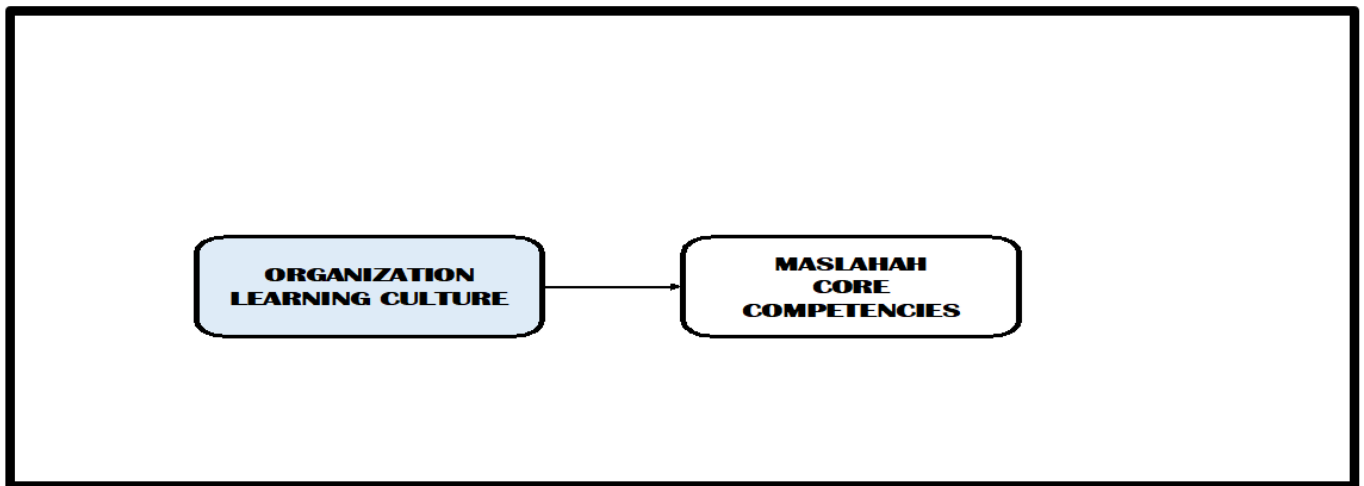 ORGANIZATION
LEARNING CULTURE
MASLAHAH
CORE
COMPETENCIES